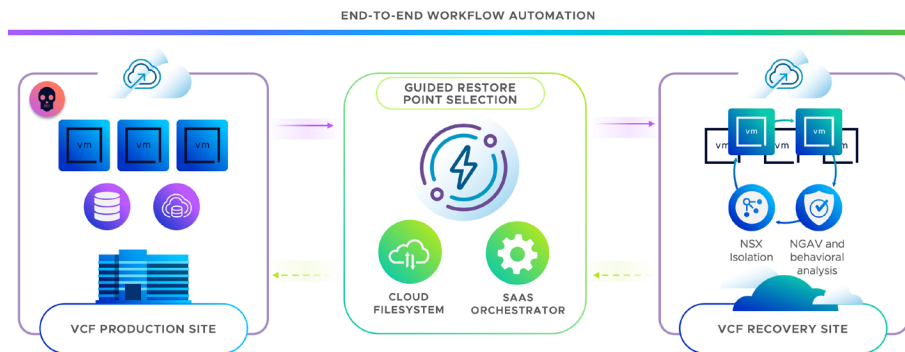 END-TO-END WORKFLOW AUTOMATION
GUIDED RESTORE
POINT SELECTION
vm
vm
vm
vm
vm
vm
vm
NSX
Isolation
NGAV and
behavioral
analysis
CLOUD
FILESYSTEM
SAAS
ORCHESTRATOR
VCF PRODUCTION SITE
VCF RECOVERY SITE